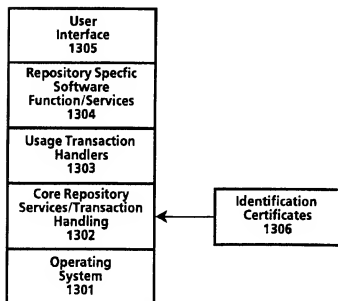 User
Interface
1305
Repository Specfic
Software
Function/Services
1304
Usage Transaction
Handlers
1303
Core Repository
Services/Transaction
Handling
1302
Identification
Certificates
1306
Operating
System
1301